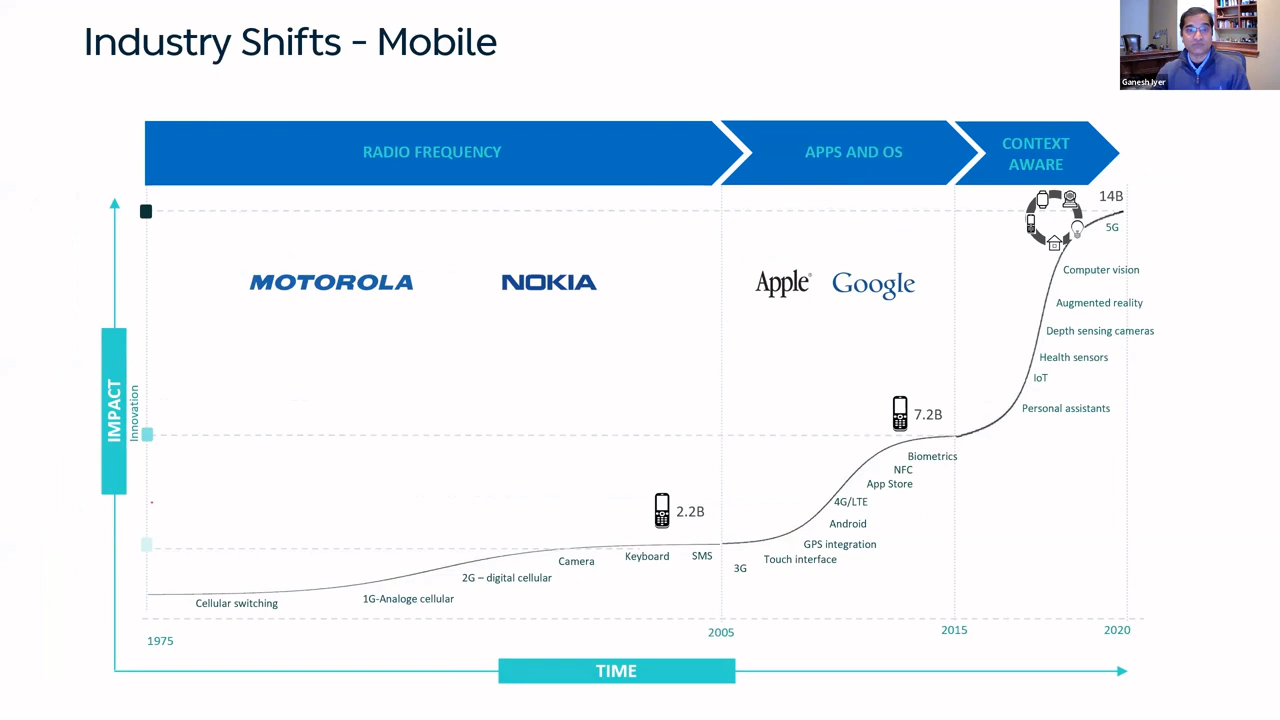 Industry Shifts - Mobile
Ganesh Iyer
RADIO FREQUENCY
APPS AND OS
CONTEXT
AWARE
14B
5G
MOTOROLA
NOKIA
Apple
Google
Computer vision
Augmented reality
Depth sensing cameras
Health sensors
IoT
Personal assistants
IMPACT
Innovation
7.2B
Biometrics
NFC
App Store
4G/LTE
Android
GPS integration
Touch interface
3G
2.2B
SMS
Keyboard
Camera
2G – digital cellular
1G-Analoge cellular
Cellular switching
1975
2005
2015
2020
TIME